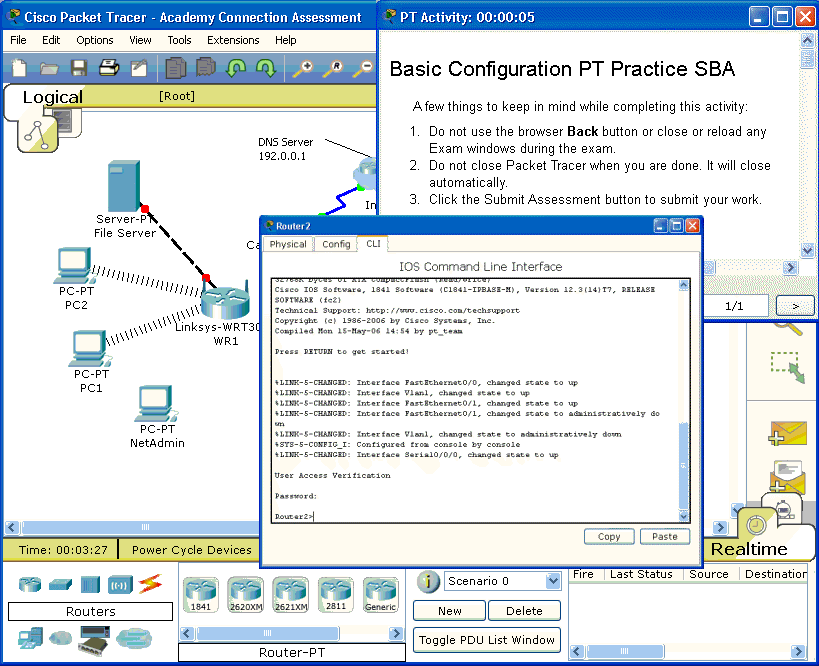 Cisco Packet Tracer - Academy Connection Assessment
File Edit Options View Tools Extensions Help
Logical
[Root]
DNS Server
192.0.0.1
Server-PT
File Server
PC-PT
PC2
Linksys-WRT30
WR1
PC-PT
PC1
PC-PT
NetAdmin
In
Ca
PT Activity: 00:00:05
Basic Configuration PT Practice SBA
A few things to keep in mind while completing this activity:
1. Do not use the browser Back button or close or reload any
Exam windows during the exam.
2. Do not close Packet Tracer when you are done. It will close
automatically.
3. Click the Submit Assessment button to submit your work.
1/1
>
Router2
Physical Config CLI
IOS Command Line Interface
Cisco IOS Software, 1841 Software (C1841-IPBASE-M), Version 12.3(14)T7, RELEASE
SOFTWARE (fc2)
Technical Support: http://www.cisco.com/techsupport
Copyright (c) 1986-2006 by Cisco Systems, Inc.
Compiled Mon 15-May-06 14:54 by pt_team
Press RETURN to get started!
%LINK-5-CHANGED: Interface FastEthernet0/0, changed state to up
%LINK-5-CHANGED: Interface Vlan1, changed state to up
%LINK-5-CHANGED: Interface FastEthernet0/1, changed state to up
%LINK-5-CHANGED: Interface FastEthernet0/1, changed state to administratively do
wn
%LINK-5-CHANGED: Interface Vlan1, changed state to administratively down
%SYS-5-CONFIG_I: Configured from console by console
%LINK-5-CHANGED: Interface Serial0/0/0, changed state to up
User Access Verification
Password:
Router2>
Copy Paste
Time: 00:03:27 Power Cycle Devices
Realtime
Routers
1841 2620XM 2621XM 2811 Generic
Router-PT
Scenario 0
New Delete
Toggle PDU List Window
Fire Last Status Source Destination